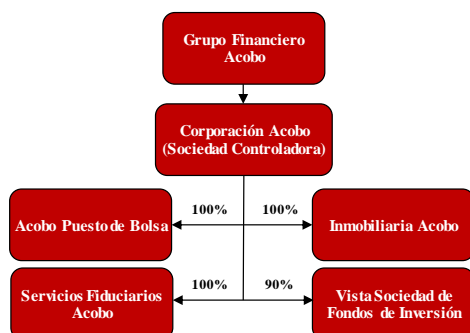 Grupo Financiero
Acobo
Corporación Acobo
(Sociedad Controladora)
100%
100%
Acobo Puesto de Bolsa
Inmobiliaria Acobo
100%
90%
Servicios Fiduciarios
Acobo
Vista Sociedad de
Fondos de Inversión